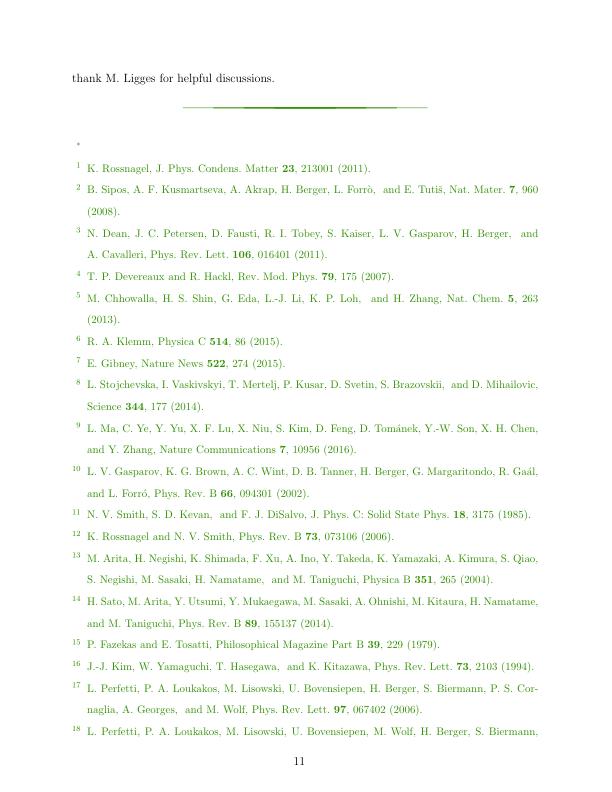 thank M. Ligges for helpful discussions.
*
1 K. Rossnagel, J. Phys. Condens. Matter 23, 213001 (2011).
2 B. Sipos, A. F. Kusmartseva, A. Akrap, H. Berger, L. Forrò, and E. Tutiš, Nat. Mater. 7, 960
(2008).
3 N. Dean, J. C. Petersen, D. Fausti, R. I. Tobey, S. Kaiser, L. V. Gasparov, H. Berger, and
A. Cavalleri, Phys. Rev. Lett. 106, 016401 (2011).
4 T. P. Devereaux and R. Hackl, Rev. Mod. Phys. 79, 175 (2007).
5 M. Chhowalla, H. S. Shin, G. Eda, L.-J. Li, K. P. Loh, and H. Zhang, Nat. Chem. 5, 263
(2013).
6 R. A. Klemm, Physica C 514, 86 (2015).
7 E. Gibney, Nature News 522, 274 (2015).
8 L. Stojchevska, I. Vaskivskyi, T. Mertelj, P. Kusar, D. Svetin, S. Brazovskii, and D. Mihailovic,
Science 344, 177 (2014).
9 L. Ma, C. Ye, Y. Yu, X. F. Lu, X. Niu, S. Kim, D. Feng, D. Tománek, Y.-W. Son, X. H. Chen,
and Y. Zhang, Nature Communications 7, 10956 (2016).
10 L. V. Gasparov, K. G. Brown, A. C. Wint, D. B. Tanner, H. Berger, G. Margaritondo, R. Gaál,
and L. Forró, Phys. Rev. B 66, 094301 (2002).
11 N. V. Smith, S. D. Kevan, and F. J. DiSalvo, J. Phys. C: Solid State Phys. 18, 3175 (1985).
12 K. Rossnagel and N. V. Smith, Phys. Rev. B 73, 073106 (2006).
13 M. Arita, H. Negishi, K. Shimada, F. Xu, A. Ino, Y. Takeda, K. Yamazaki, A. Kimura, S. Qiao,
S. Negishi, M. Sasaki, H. Namatame, and M. Taniguchi, Physica B 351, 265 (2004).
14 H. Sato, M. Arita, Y. Utsumi, Y. Mukaegawa, M. Sasaki, A. Ohnishi, M. Kitaura, H. Namatame,
and M. Taniguchi, Phys. Rev. B 89, 155137 (2014).
15 P. Fazekas and E. Tosatti, Philosophical Magazine Part B 39, 229 (1979).
16 J.-J. Kim, W. Yamaguchi, T. Hasegawa, and K. Kitazawa, Phys. Rev. Lett. 73, 2103 (1994).
17 L. Perfetti, P. A. Loukakos, M. Lisowski, U. Bovensiepen, H. Berger, S. Biermann, P. S. Cor-
naglia, A. Georges, and M. Wolf, Phys. Rev. Lett. 97, 067402 (2006).
18 L. Perfetti, P. A. Loukakos, M. Lisowski, U. Bovensiepen, M. Wolf, H. Berger, S. Biermann,
11